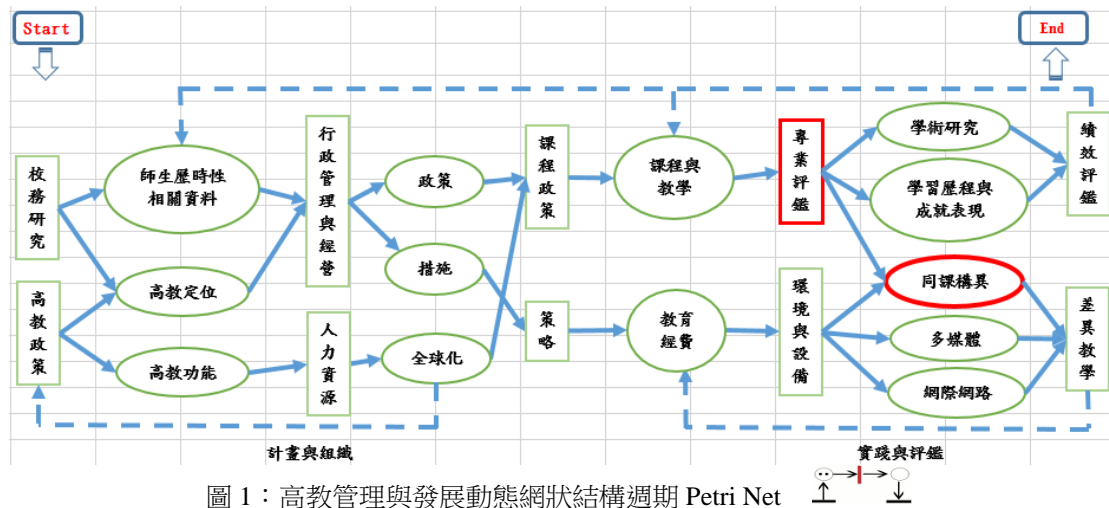 Start
End
校務研究
高教政策
師生歷時性
相關資料
高教定位
高教功能
行政管理與經營
人力資源
政策
措施
全球化
課程政策
策略
課程與
教學
教育
經費
專業評鑑
環境與設備
學術研究
學習歷程與
成就表現
同課構異
多媒體
網際網路
績效評鑑
差異教學
計畫與組織
實踐與評鑑
圖 1：高教管理與發展動態網狀結構週期 Petri Net